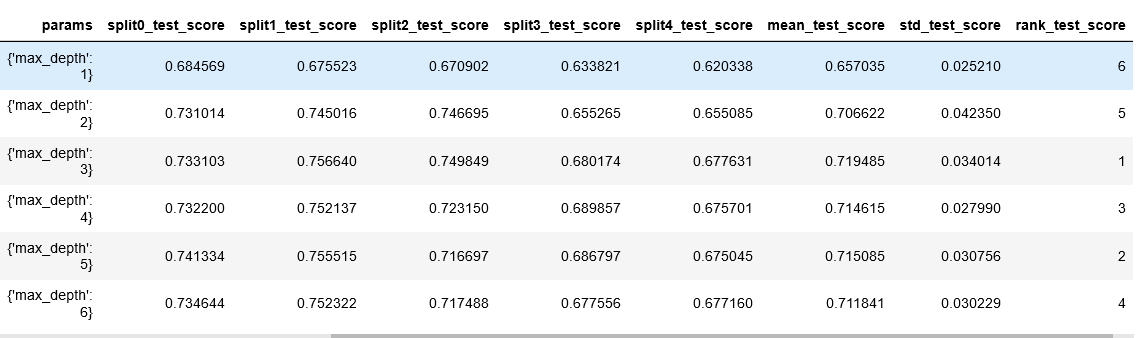 params split0_test_score split1_test_score split2_test_score split3_test_score split4_test_score mean_test_score std_test_score rank_test_score
{'max_depth':
1} 0.684569 0.675523 0.670902 0.633821 0.620338 0.657035 0.025210 6
{'max_depth':
2} 0.731014 0.745016 0.746695 0.655265 0.655085 0.706622 0.042350 5
{'max_depth':
3} 0.733103 0.756640 0.749849 0.680174 0.677631 0.719485 0.034014 1
{'max_depth':
4} 0.732200 0.752137 0.723150 0.689857 0.675701 0.714615 0.027990 3
{'max_depth':
5} 0.741334 0.755515 0.716697 0.686797 0.675045 0.715085 0.030756 2
{'max_depth':
6} 0.734644 0.752322 0.717488 0.677556 0.677160 0.711841 0.030229 4